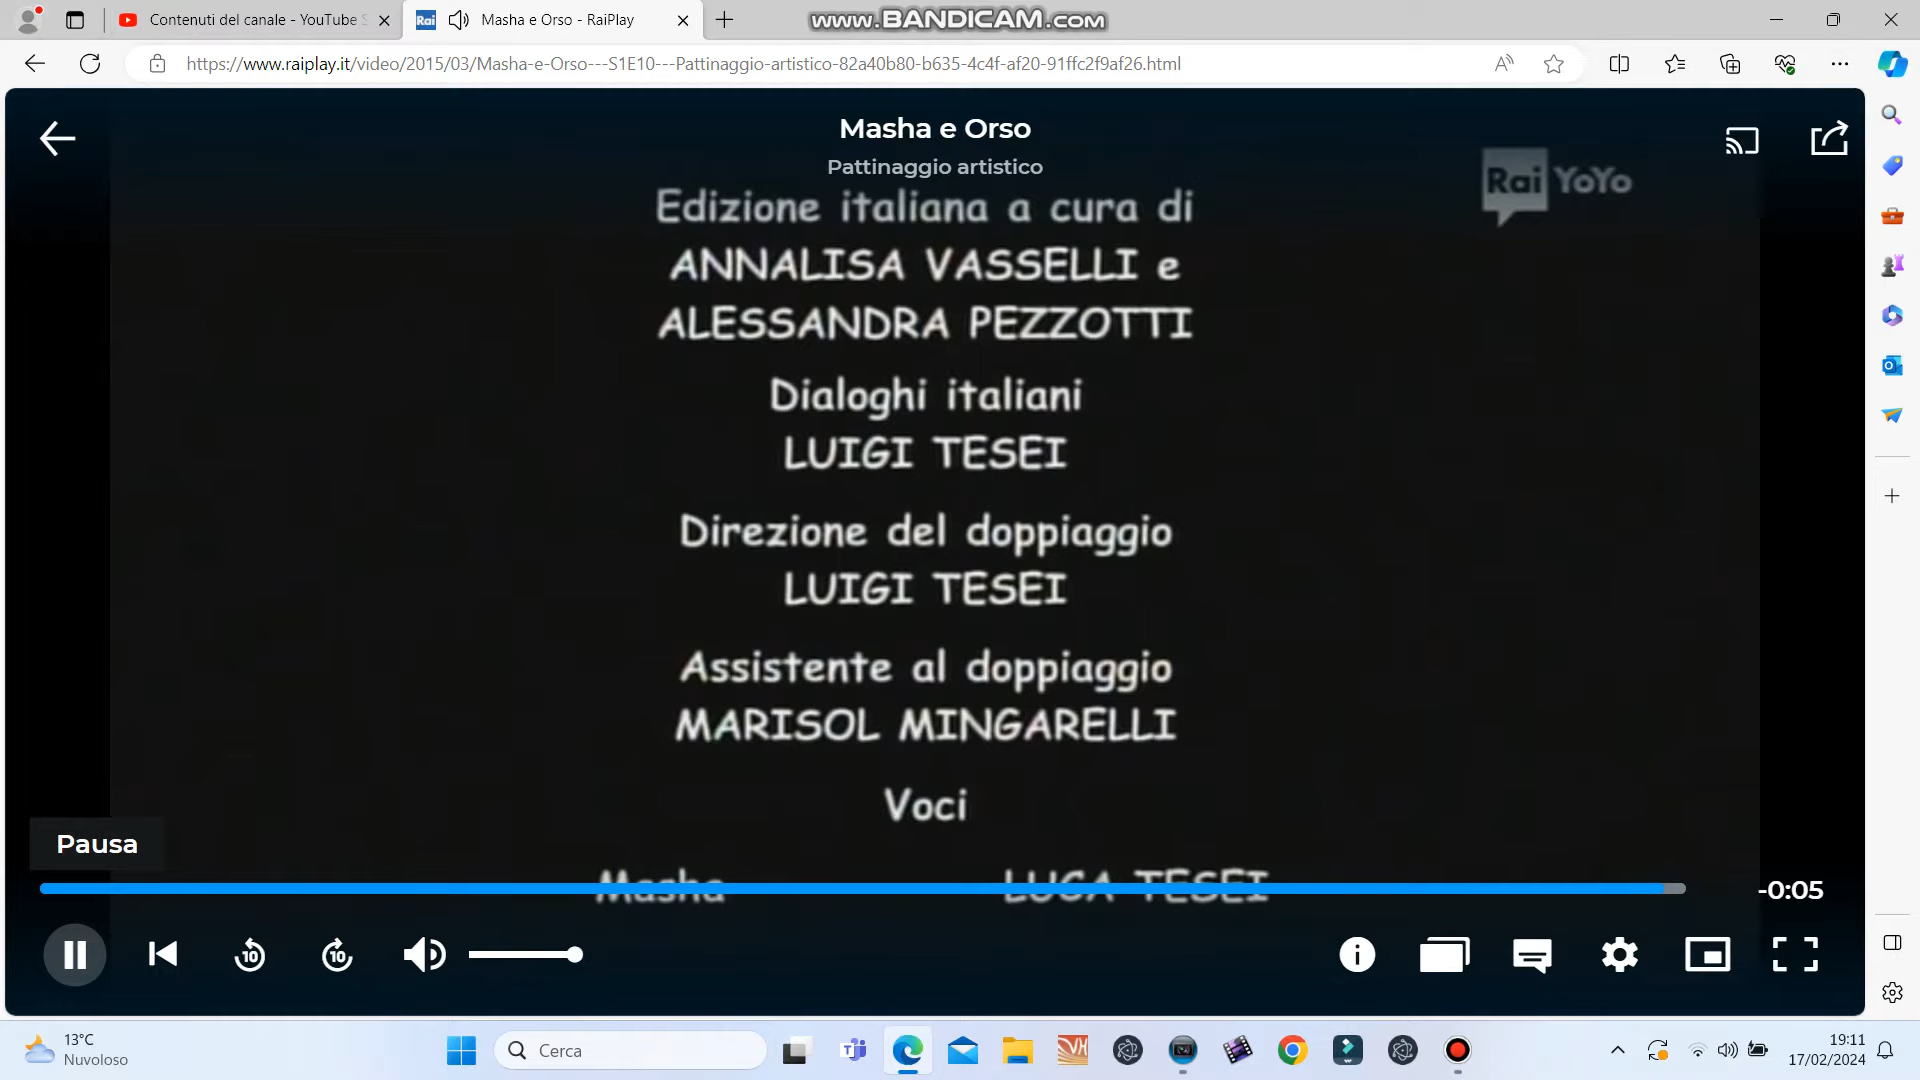 Contenuti del canale - YouTube S
Masha e Orso - RaiPlay
www.BANDICAM.com
https://www.raiplay.it/video/2015/03/Masha-e-Orso---S1E10---Pattinaggio-artistico-82a40b80-b635-4c4f-af20-91ffc2f9af26.html
Masha e Orso
Pattinaggio artistico
Rai YoYo
Edizione italiana a cura di
ANNALISA VASSELLI e
ALESSANDRA PEZZOTTI
Dialoghi italiani
LUIGI TESEI
Direzione del doppiaggio
LUIGI TESEI
Assistente al doppiaggio
MARISOL MINGARELLI
Voci
Masha LUCA TESEI
Pausa
-0:05
10
10
13°C
Nuvoloso
Cerca
19:11
17/02/2024